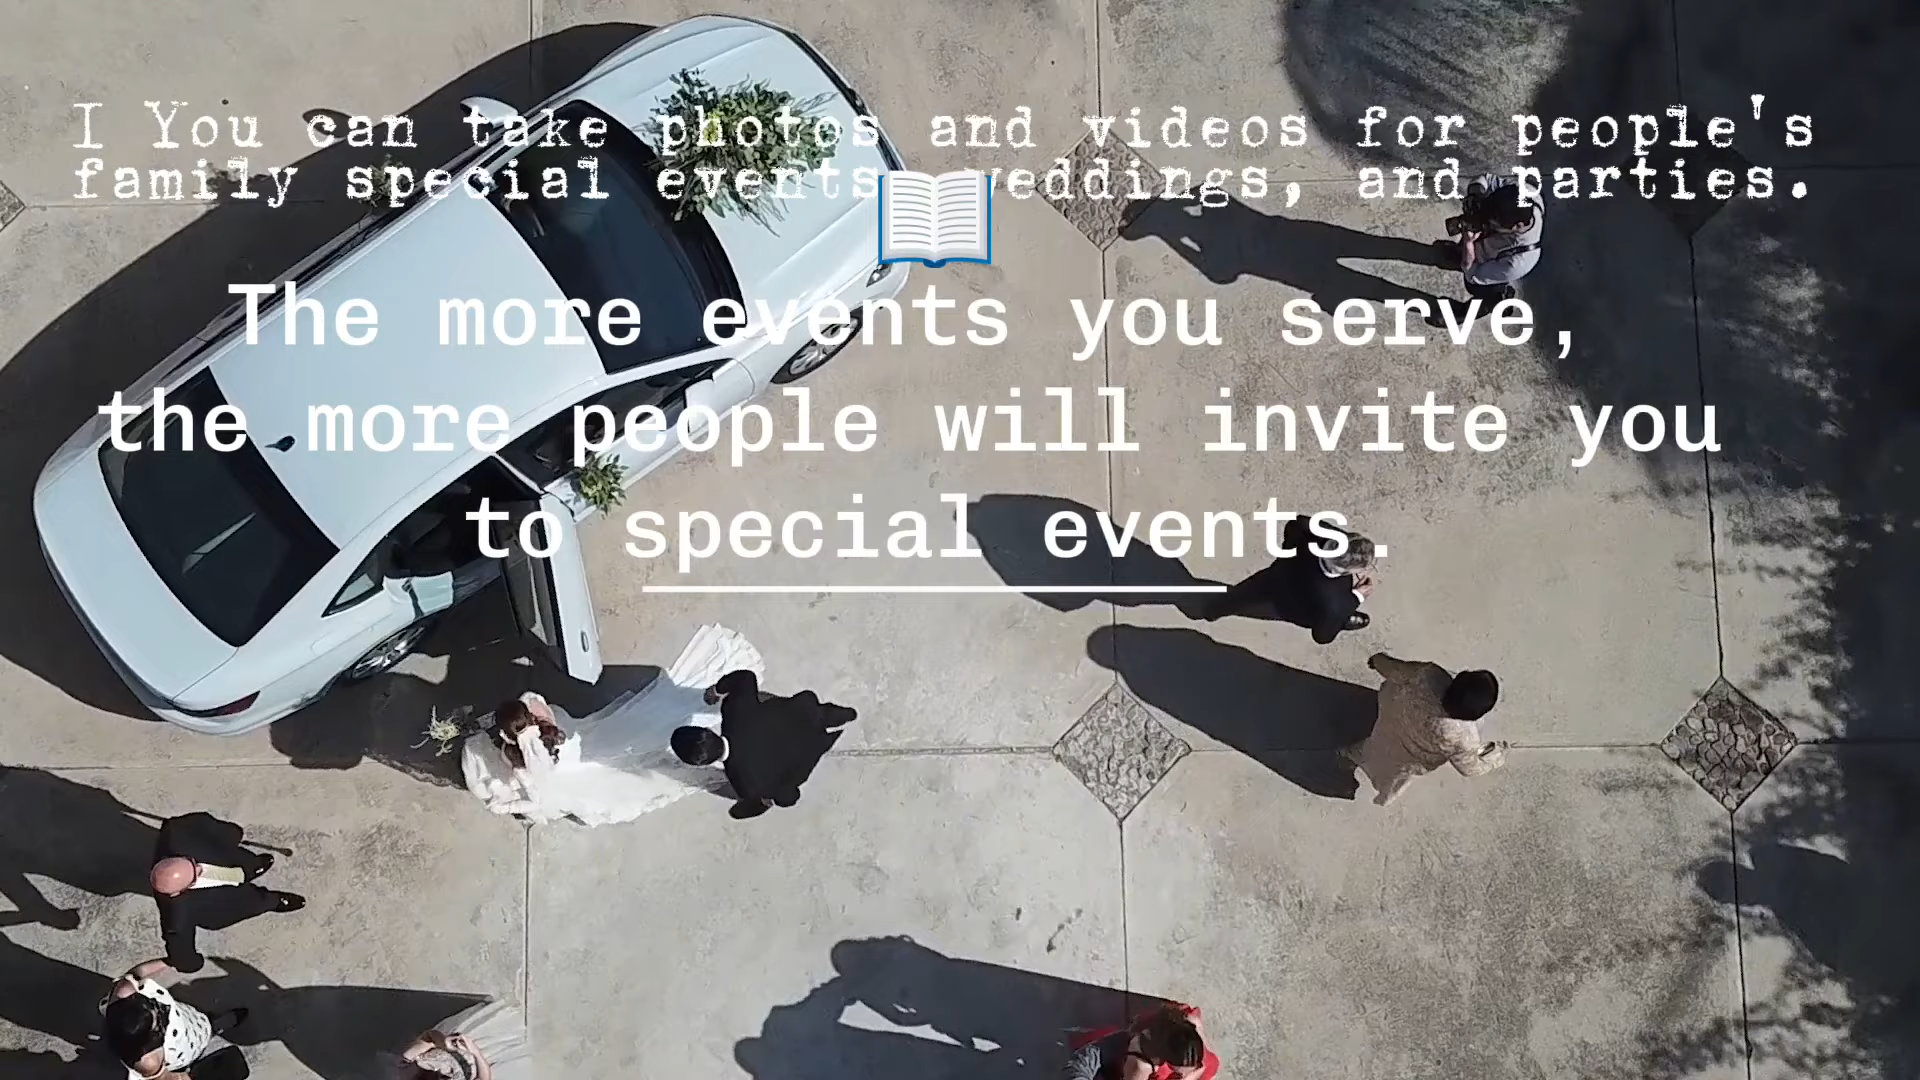 I You can take photos and videos for people's
family special events, weddings, and parties.
The more events you serve,
the more people will invite you
to special events.